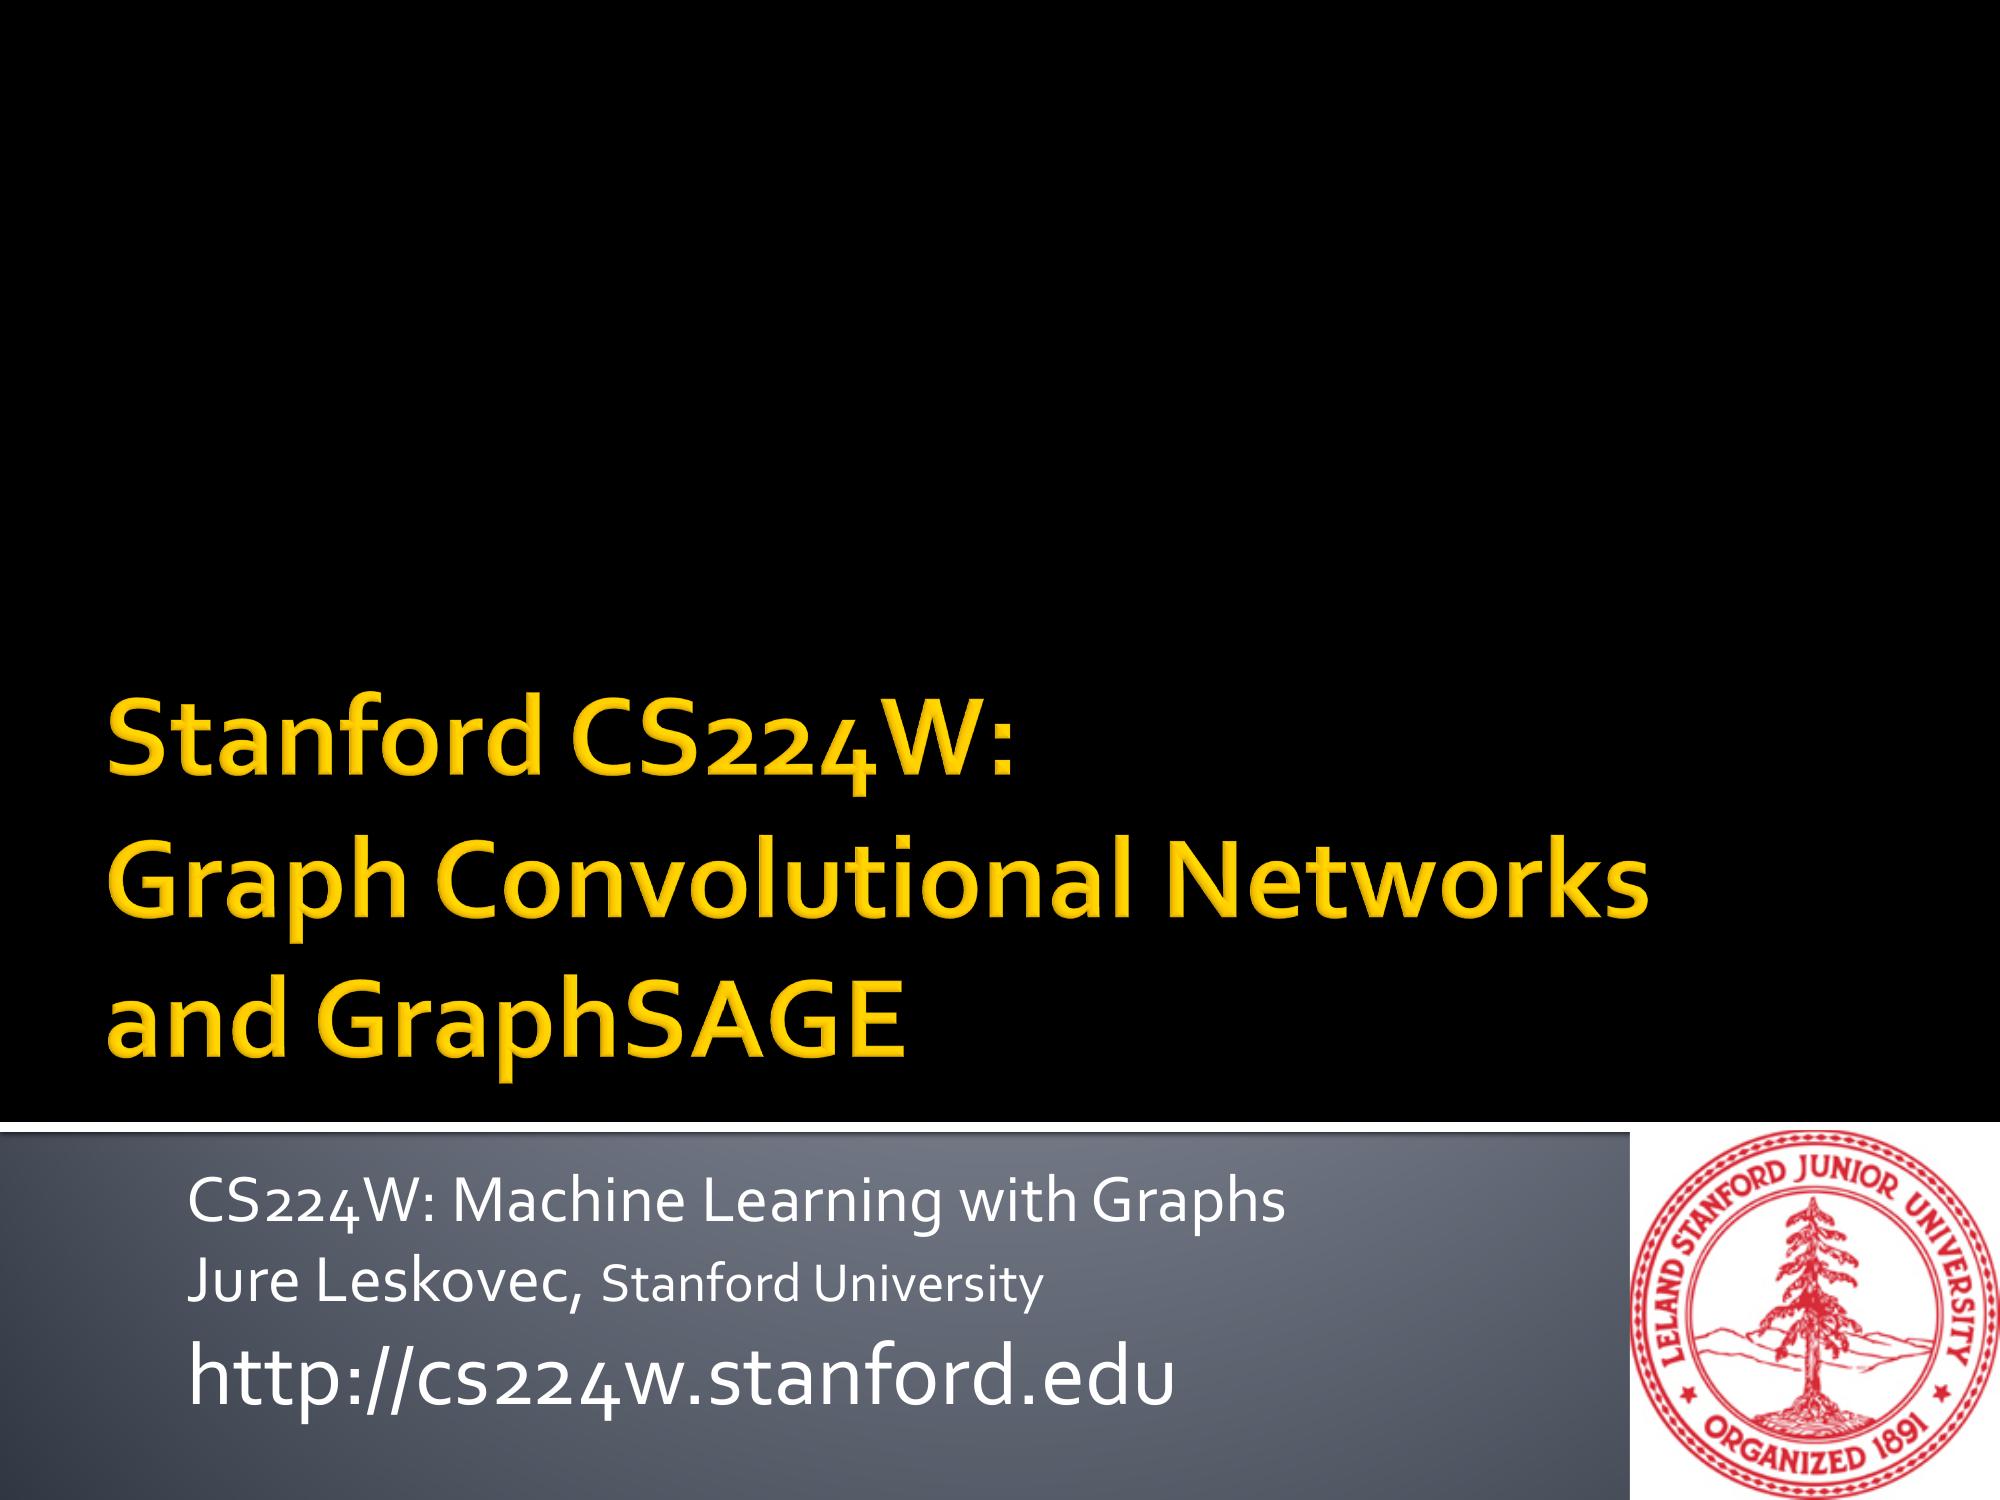 Stanford CS224W:
Graph Convolutional Networks
and GraphSAGE
CS224W: Machine Learning with Graphs
Jure Leskovec, Stanford University
http://cs224w.stanford.edu
LELAND STANFORD JUNIOR UNIVERSITY
ORGANIZED 1891